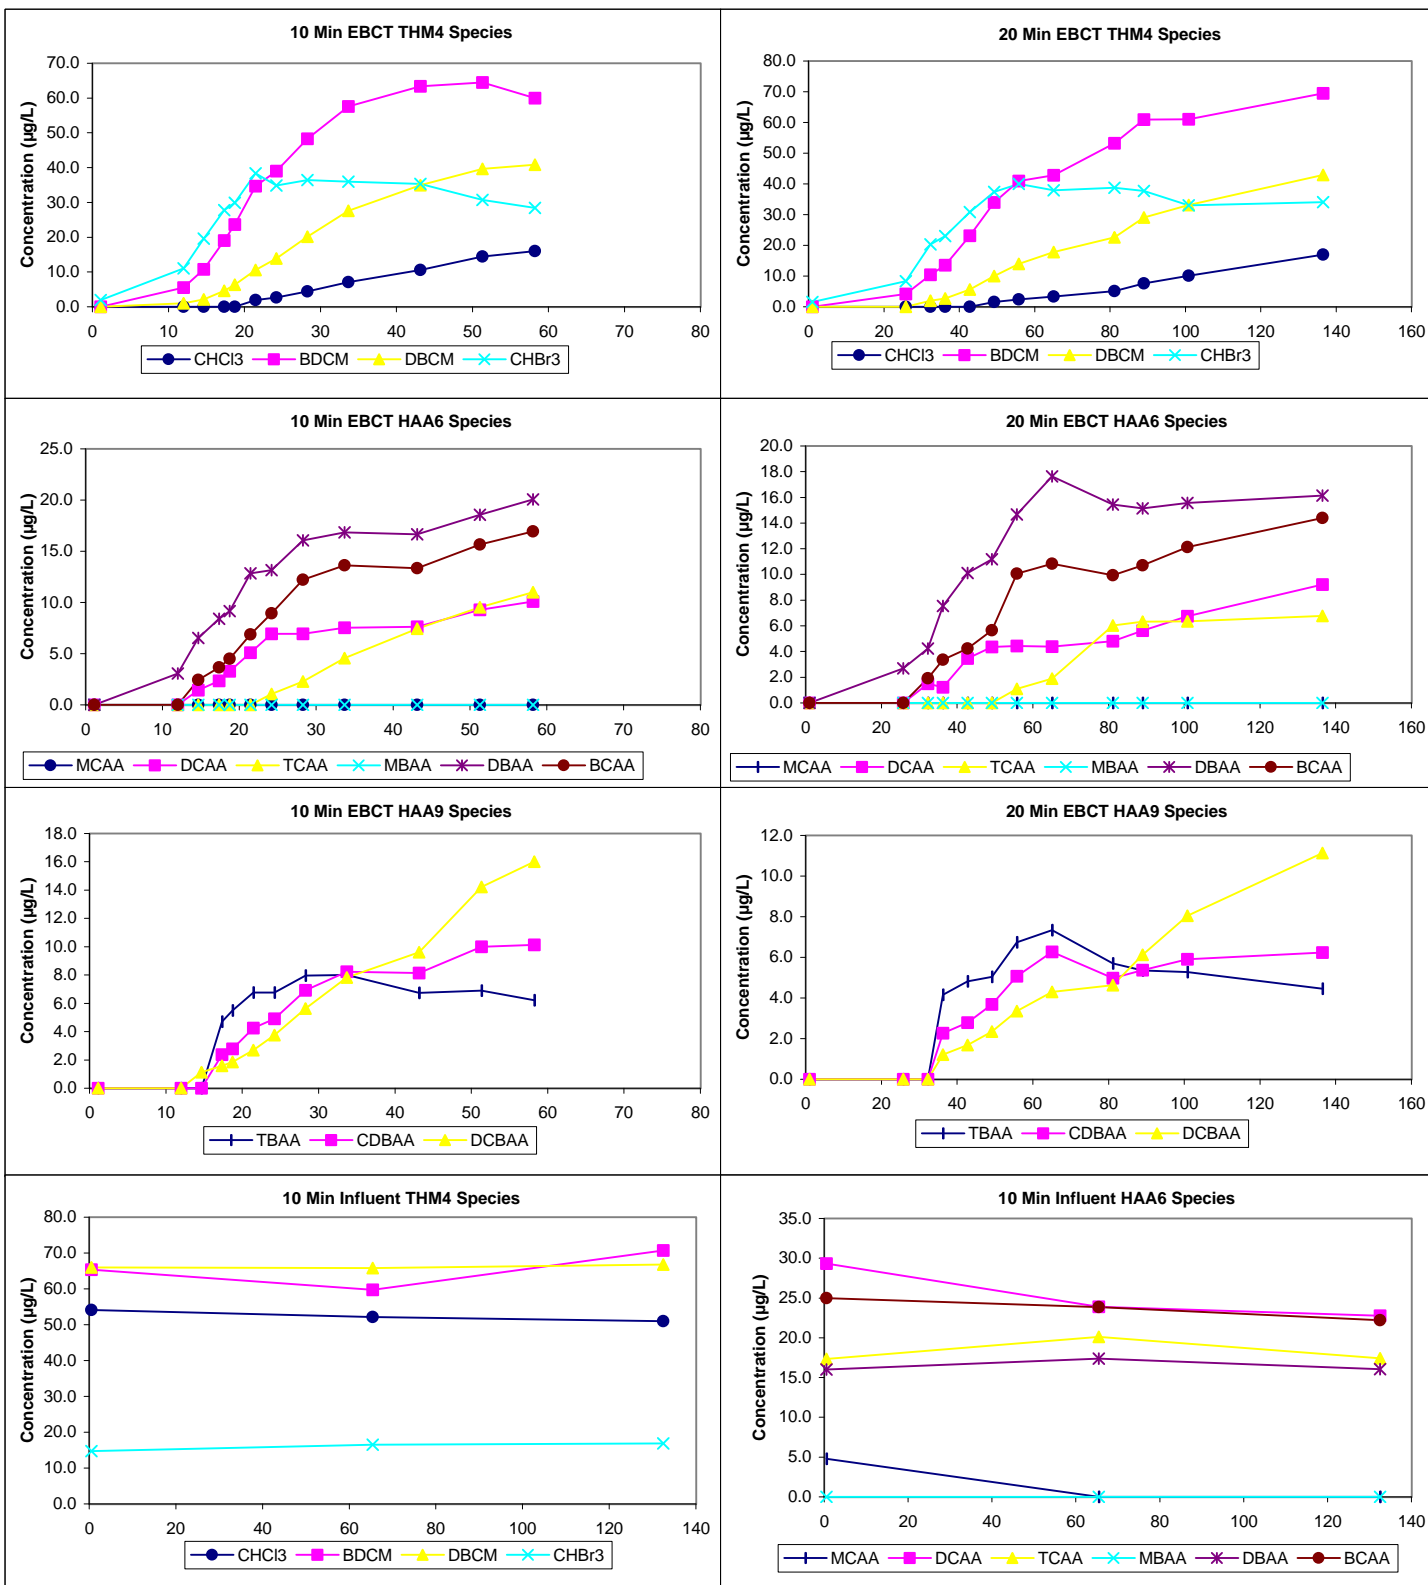 10 Min EBCT THM4 Species
Concentration (µg/L)
70.0
60.0
50.0
40.0
30.0
20.0
10.0
0.0
0 10 20 30 40 50 60 70 80
CHCl3 BDCM DBCM CHBr3
20 Min EBCT THM4 Species
Concentration (µg/L)
80.0
70.0
60.0
50.0
40.0
30.0
20.0
10.0
0.0
0 20 40 60 80 100 120 140 160
CHCl3 BDCM DBCM CHBr3
10 Min EBCT HAA6 Species
Concentration (µg/L)
25.0
20.0
15.0
10.0
5.0
0.0
0 10 20 30 40 50 60 70 80
MCAA DCAA TCAA MBAA DBAA BCAA
20 Min EBCT HAA6 Species
Concentration (µg/L)
20.0
18.0
16.0
14.0
12.0
10.0
8.0
6.0
4.0
2.0
0.0
0 20 40 60 80 100 120 140 160
MCAA DCAA TCAA MBAA DBAA BCAA
10 Min EBCT HAA9 Species
Concentration (µg/L)
18.0
16.0
14.0
12.0
10.0
8.0
6.0
4.0
2.0
0.0
0 10 20 30 40 50 60 70 80
TBAA CDBAA DCBAA
20 Min EBCT HAA9 Species
Concentration (µg/L)
12.0
10.0
8.0
6.0
4.0
2.0
0.0
0 20 40 60 80 100 120 140 160
TBAA CDBAA DCBAA
10 Min Influent THM4 Species
Concentration (µg/L)
80.0
70.0
60.0
50.0
40.0
30.0
20.0
10.0
0.0
0 20 40 60 80 100 120 140
CHCl3 BDCM DBCM CHBr3
10 Min Influent HAA6 Species
Concentration (µg/L)
35.0
30.0
25.0
20.0
15.0
10.0
5.0
0.0
0 20 40 60 80 100 120 140
MCAA DCAA TCAA MBAA DBAA BCAA